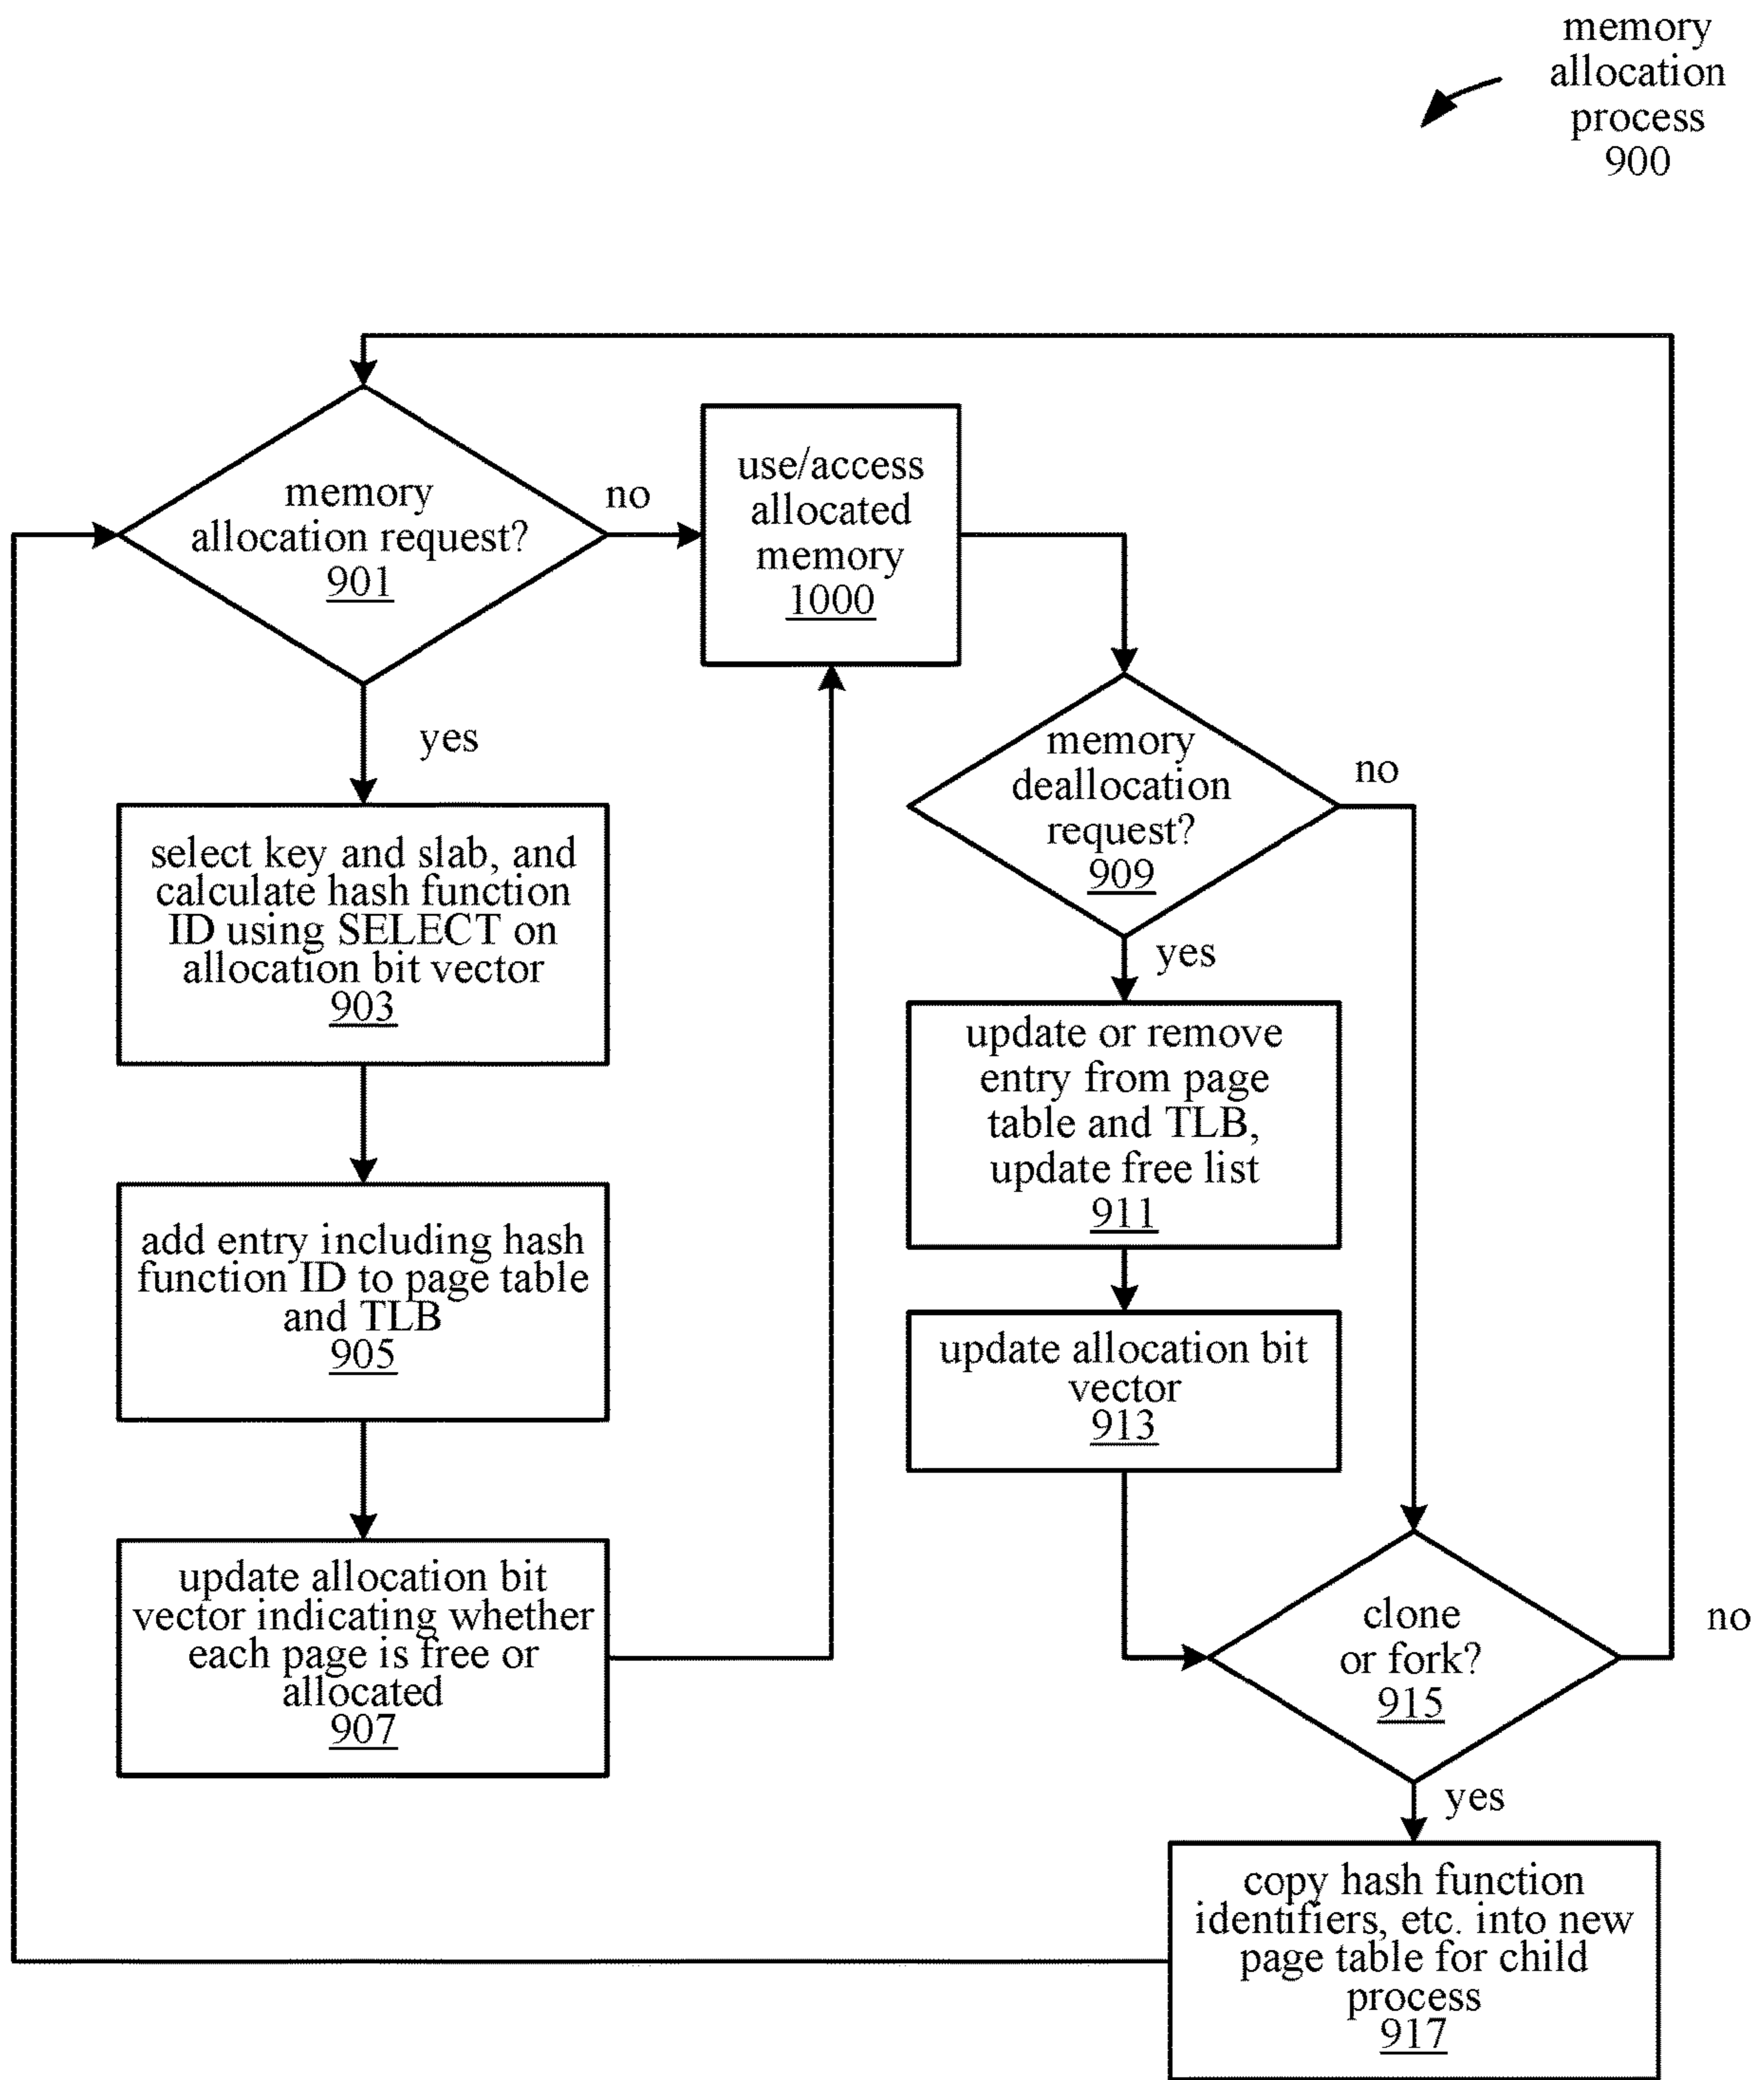 memory
allocation
process
900
memory
allocation request?
901
no
yes
use/access
allocated
memory
1000
select key and slab, and
calculate hash function
ID using SELECT on
allocation bit vector
903
add entry including hash
function ID to page table
and TLB
905
update allocation bit
vector indicating whether
each page is free or
allocated
907
memory
deallocation
request?
909
no
yes
update or remove
entry from page
table and TLB,
update free list
911
update allocation bit
vector
913
clone
or fork?
915
no
yes
copy hash function
identifiers, etc. into new
page table for child
process
917